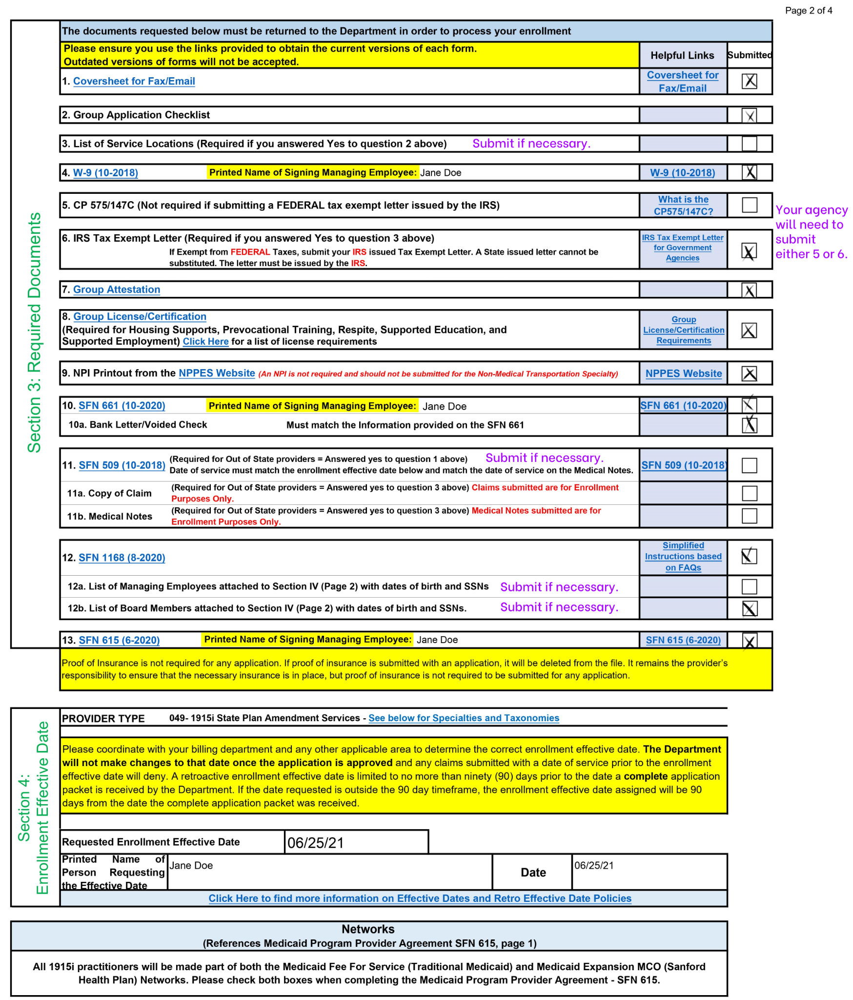 Page 2 of 4
The documents requested below must be returned to the Department in order to process your enrollment
Please ensure you use the links provided to obtain the current versions of each form.
Outdated versions of forms will not be accepted.
Helpful Links
Submitted
Section 3: Required Documents
1. Coversheet for Fax/Email
Coversheet for
Fax/Email
X
2. Group Application Checklist
X
3. List of Service Locations (Required if you answered Yes to question 2 above) Submit if necessary.
4. W-9 (10-2018) Printed Name of Signing Managing Employee: Jane Doe W-9 (10-2018) X
5. CP 575/147C (Not required if submitting a FEDERAL tax exempt letter issued by the IRS)
What is the
CP575/147C?
Your agency
will need to
submit
either 5 or 6.
6. IRS Tax Exempt Letter (Required if you answered Yes to question 3 above)
If Exempt from FEDERAL Taxes, submit your IRS issued Tax Exempt Letter. A State issued letter cannot be
substituted. The letter must be issued by the IRS.
IRS Tax Exempt Letter
for Government
Agencies
X
7. Group Attestation
X
8. Group License/Certification
(Required for Housing Supports, Prevocational Training, Respite, Supported Education, and
Supported Employment) Click Here for a list of license requirements
Group
License/Certification
Requirements
X
9. NPI Printout from the NPPES Website (An NPI is not required and should not be submitted for the Non-Medical Transportation Specialty) NPPES Website X
10. SFN 661 (10-2020) Printed Name of Signing Managing Employee: Jane Doe SFN 661 (10-2020) X
10a. Bank Letter/Voided Check Must match the Information provided on the SFN 661 X
11. SFN 509 (10-2018)
(Required for Out of State providers = Answered yes to question 1 above) Submit if necessary.
Date of service must match the enrollment effective date below and match the date of service on the Medical Notes.
SFN 509 (10-2018)
11a. Copy of Claim
(Required for Out of State providers = Answered yes to question 3 above) Claims submitted are for Enrollment
Purposes Only.
11b. Medical Notes
(Required for Out of State providers = Answered yes to question 3 above) Medical Notes submitted are for
Enrollment Purposes Only.
12. SFN 1168 (8-2020)
Simplified
Instructions based
on FAQs
X
12a. List of Managing Employees attached to Section IV (Page 2) with dates of birth and SSNs Submit if necessary.
12b. List of Board Members attached to Section IV (Page 2) with dates of birth and SSNs. Submit if necessary. X
13. SFN 615 (6-2020) Printed Name of Signing Managing Employee: Jane Doe SFN 615 (6-2020) X
Proof of Insurance is not required for any application. If proof of insurance is submitted with an application, it will be deleted from the file. It remains the provider's
responsibility to ensure that the necessary insurance is in place, but proof of insurance is not required to be submitted for any application.
Section 4:
Enrollment Effective Date
PROVIDER TYPE 049- 1915i State Plan Amendment Services - See below for Specialties and Taxonomies
Please coordinate with your billing department and any other applicable area to determine the correct enrollment effective date. The Department
will not make changes to that date once the application is approved and any claims submitted with a date of service prior to the enrollment
effective date will deny. A retroactive enrollment effective date is limited to no more than ninety (90) days prior to the date a complete application
packet is received by the Department. If the date requested is outside the 90 day timeframe, the enrollment effective date assigned will be 90
days from the date the complete application packet was received.
Requested Enrollment Effective Date 06/25/21
Printed Name of
Person Requesting
the Effective Date
Jane Doe
Date
06/25/21
Click Here to find more information on Effective Dates and Retro Effective Date Policies
Networks
(References Medicaid Program Provider Agreement SFN 615, page 1)
All 1915i practitioners will be made part of both the Medicaid Fee For Service (Traditional Medicaid) and Medicaid Expansion MCO (Sanford
Health Plan) Networks. Please check both boxes when completing the Medicaid Program Provider Agreement - SFN 615.